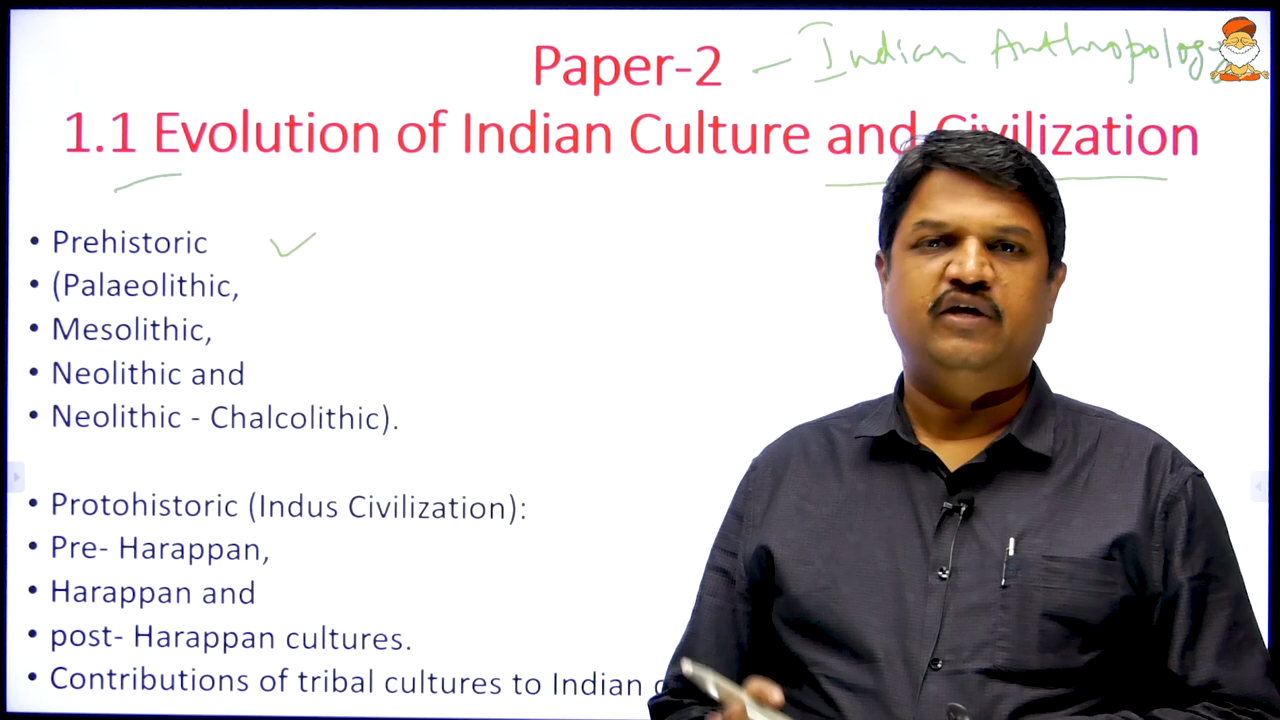 Paper-2 - Indian Anthropology
1.1 Evolution of Indian Culture and Civilization
• Prehistoric
• (Palaeolithic,
• Mesolithic,
• Neolithic and
• Neolithic - Chalcolithic).
• Protohistoric (Indus Civilization):
• Pre- Harappan,
• Harappan and
• post- Harappan cultures.
• Contributions of tribal cultures to Indian